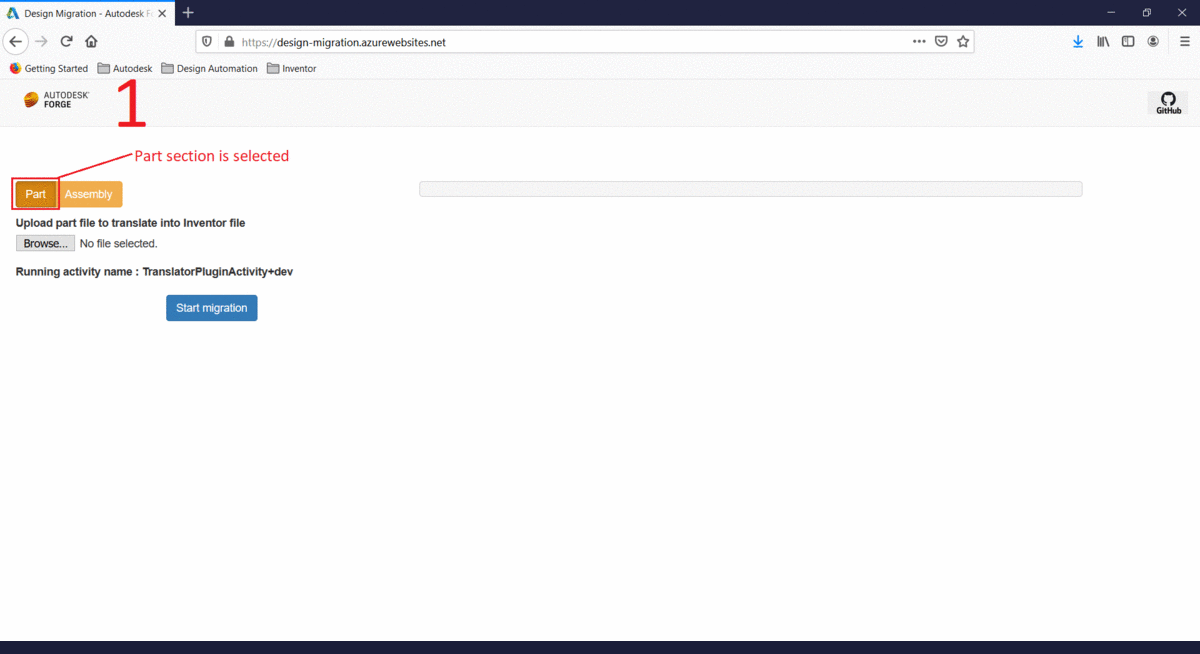 Design Migration - Autodesk Fo
https://design-migration.azurewebsites.net
Getting Started Autodesk Design Automation Inventor
AUTODESK
FORGE
1
GitHub
Part section is selected
Part Assembly
Upload part file to translate into Inventor file
Browse... No file selected.
Running activity name : TranslatorPluginActivity+dev
Start migration